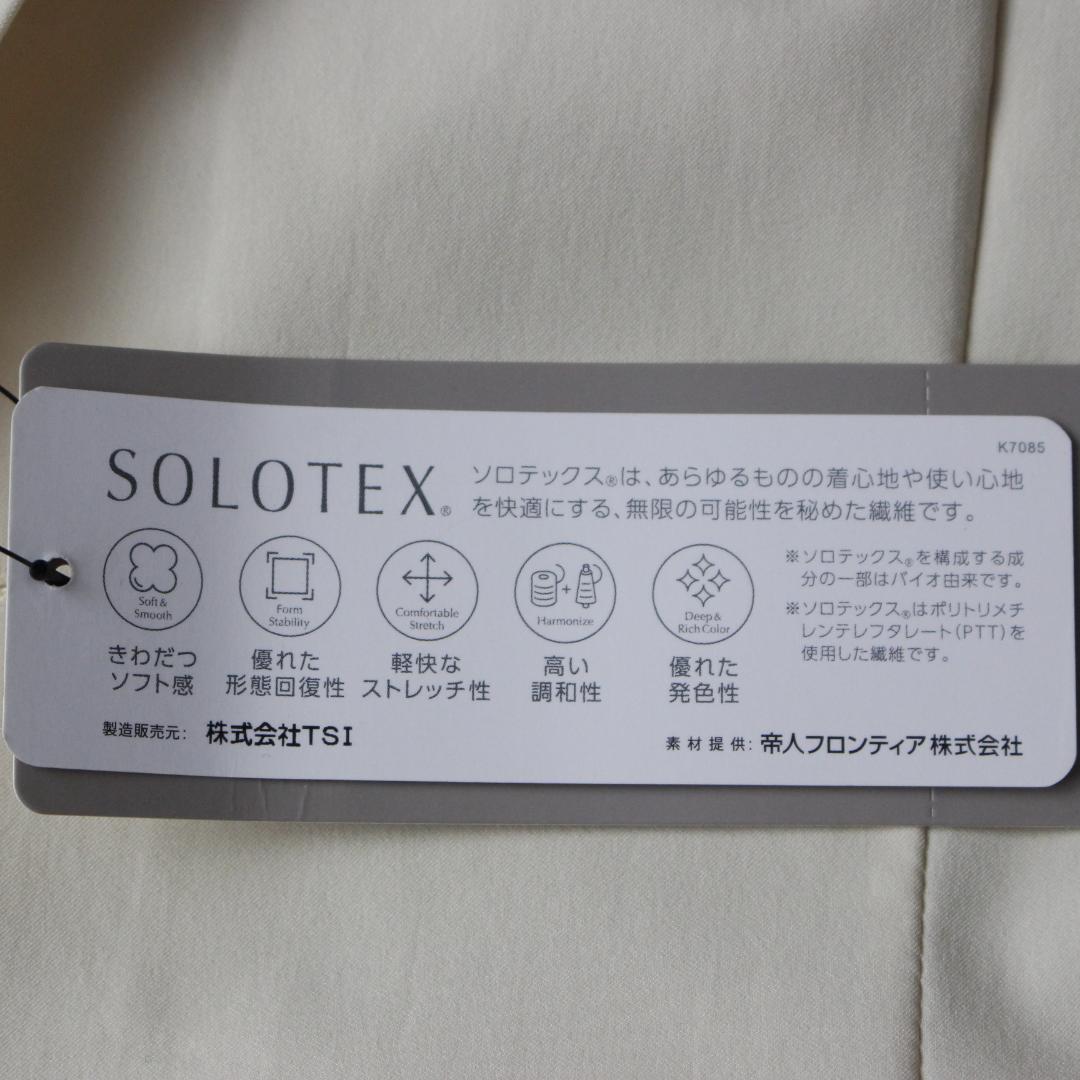 K7085
SOLOTEX®
ソロテックス®は、あらゆるものの着心地や使い心地
を快適にする、無限の可能性を秘めた繊維です。
Soft &
Smooth
きわだつ
ソフト感
Form
Stability
優れた
形態回復性
Comfortable
Stretch
軽快な
ストレッチ性
Harmonize
高い
調和性
Deep &
Rich Color
優れた
発色性
※ソロテックス®を構成する成
分の一部はバイオ由来です。
※ソロテックス®はポリトリメチ
レンテレフタレート(PTT)を
使用した繊維です。
製造販売元: 株式会社TSI
素材提供: 帝人フロンティア株式会社